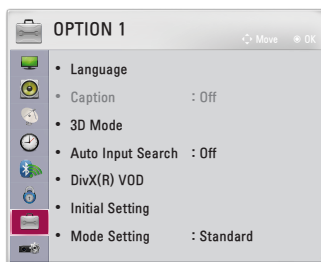 OPTION 1
Move OK
• Language
• Caption : Off
• 3D Mode
• Auto Input Search : Off
• DivX(R) VOD
• Initial Setting
• Mode Setting : Standard